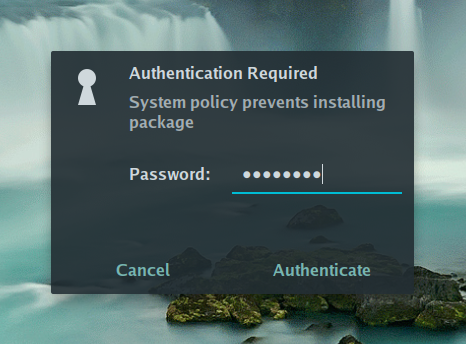 Authentication Required
System policy prevents installing
package
Password: ••••••••
Cancel Authenticate